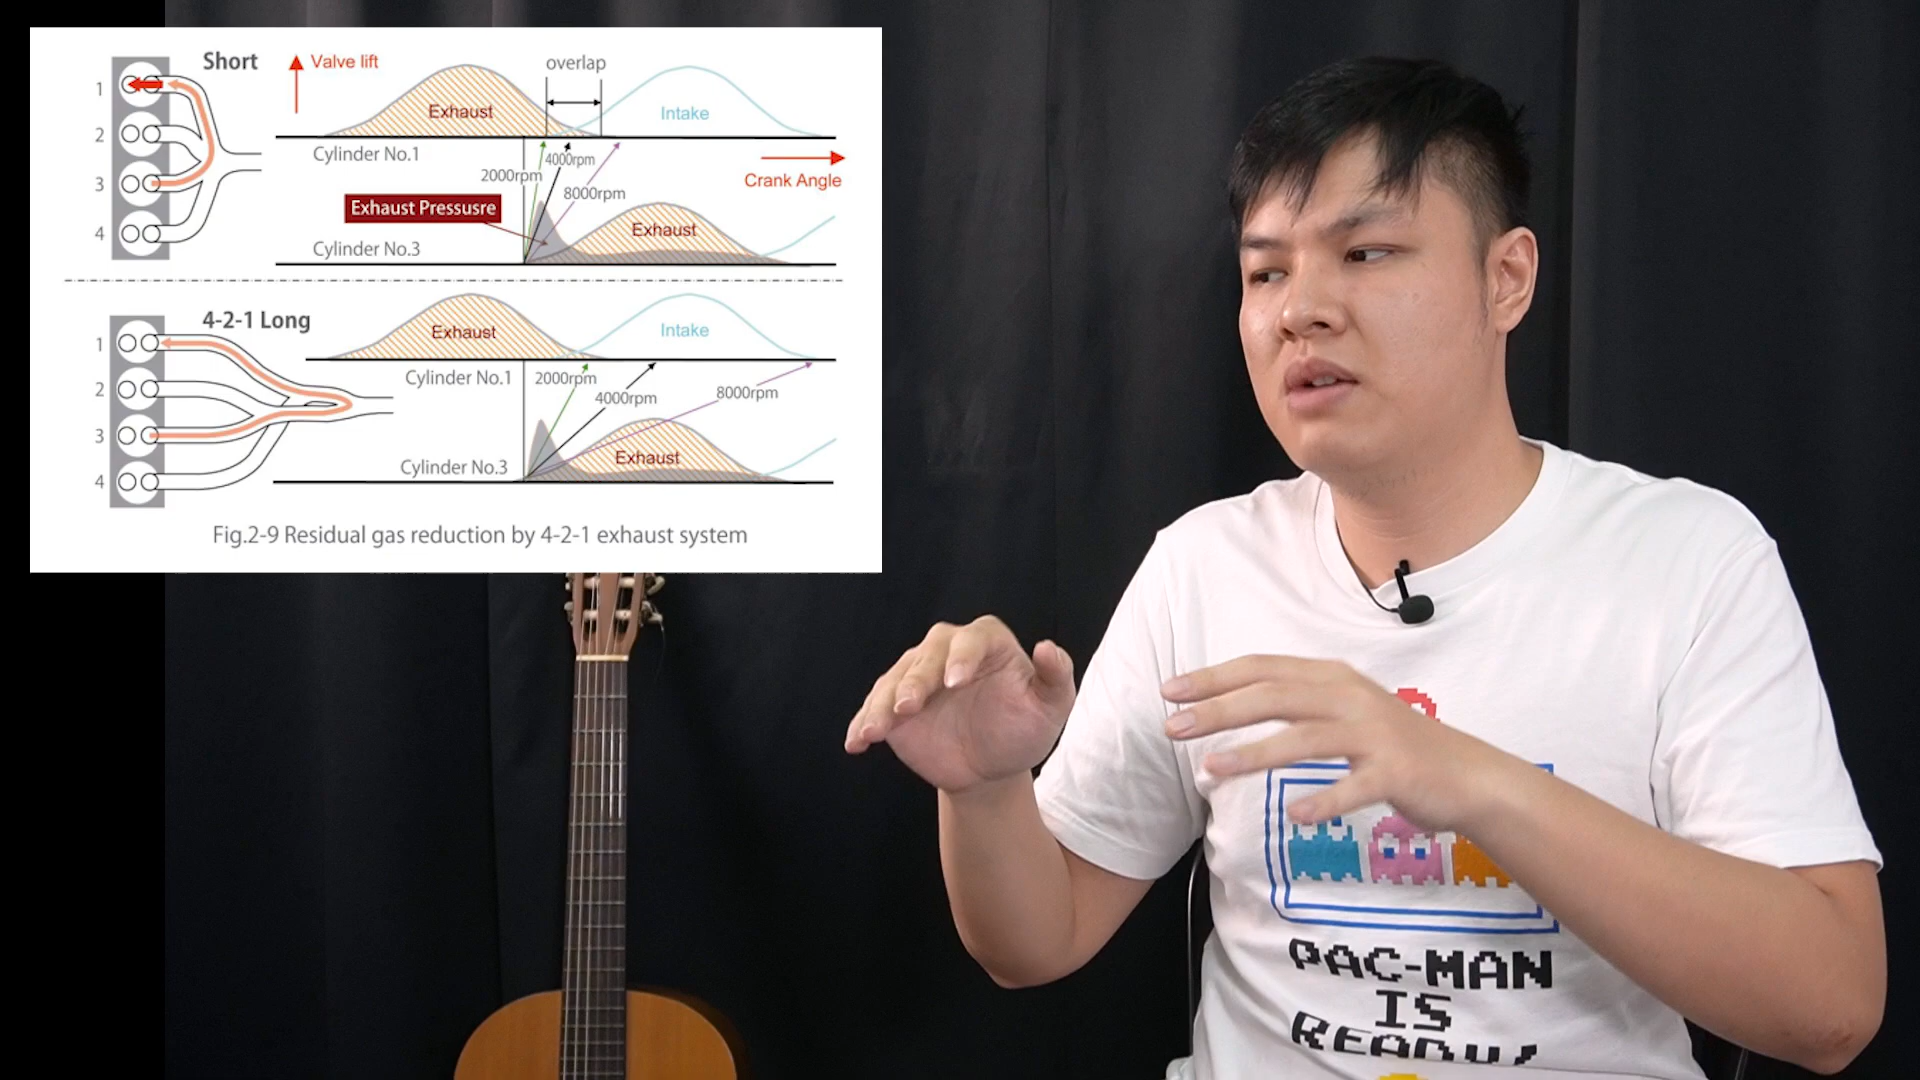 Short
Valve lift
overlap
1
Exhaust
Intake
2
Cylinder No.1
4000rpm
2000rpm
Crank Angle
3
8000rpm
Exhaust Pressusre
Exhaust
4
Cylinder No.3
4-2-1 Long
1
Exhaust
Intake
Cylinder No.1
2000rpm
2
4000rpm
8000rpm
3
Exhaust
Cylinder No.3
4
Fig.2-9 Residual gas reduction by 4-2-1 exhaust system
PAC-MAN
IS
READY!